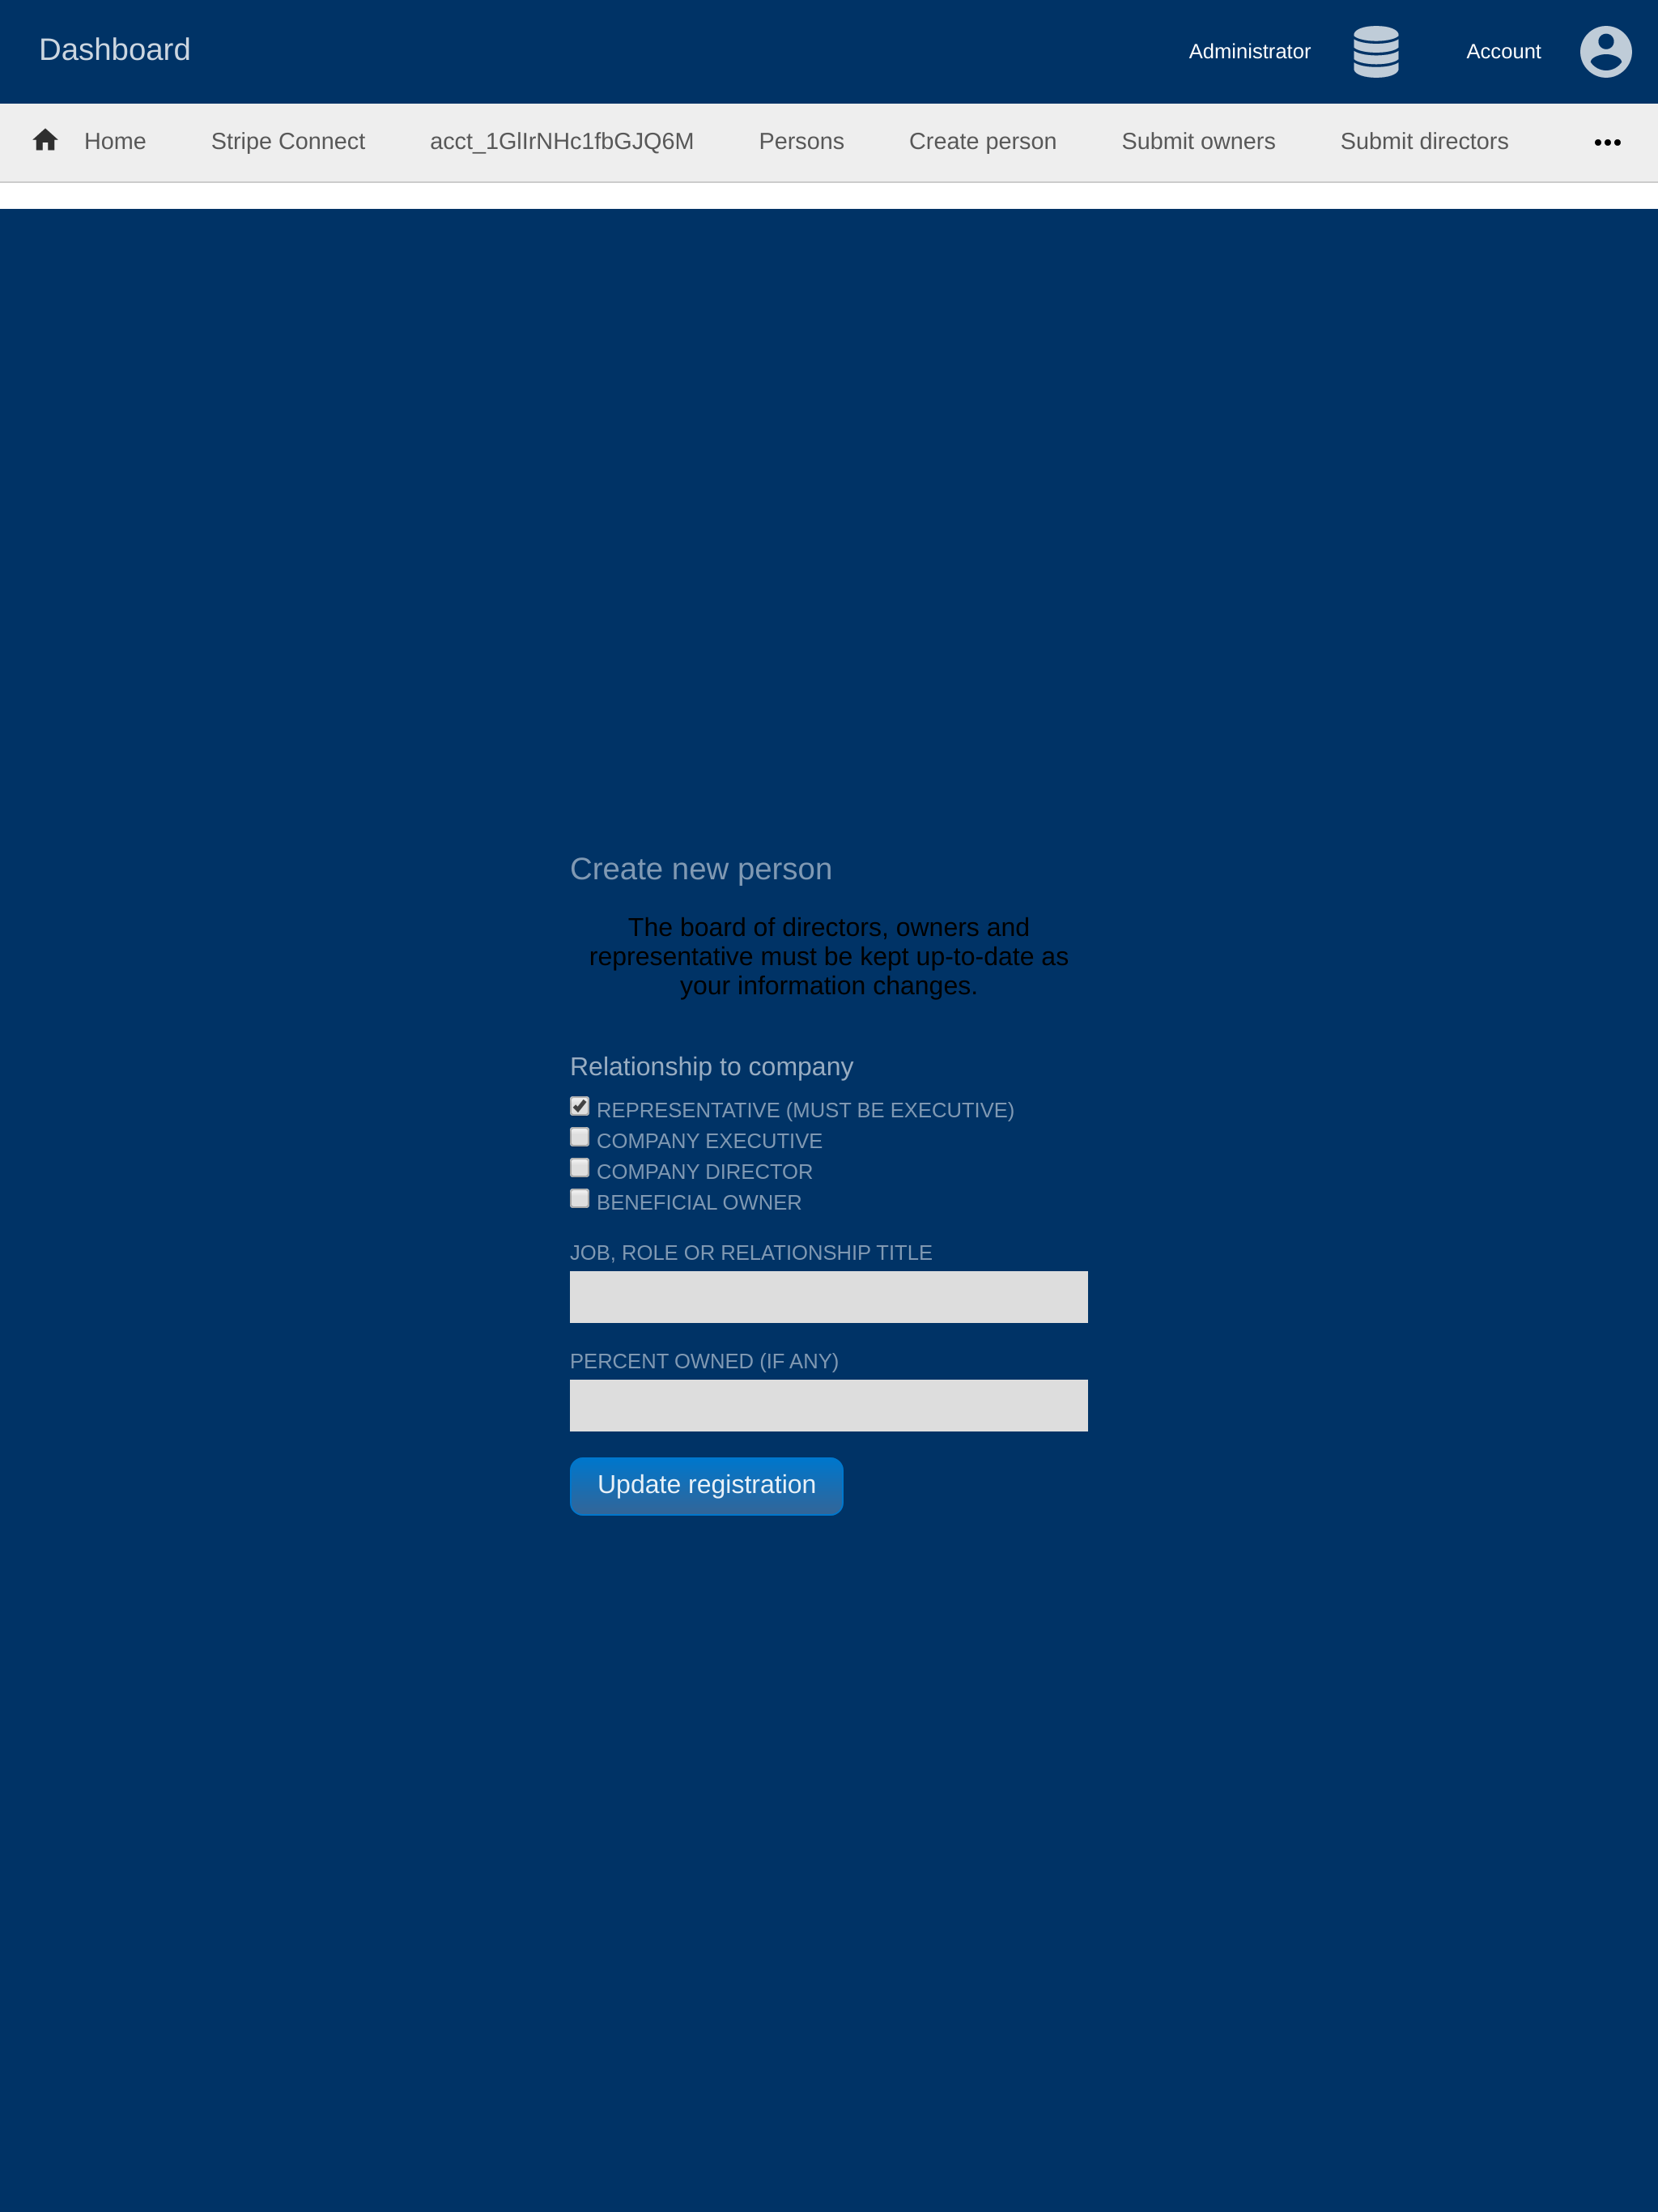 Dashboard
Administrator
Account
Home
Stripe Connect
acct_1GlIrNHc1fbGJQ6M
Persons
Create person
Submit owners
Submit directors
Create new person
The board of directors, owners and
representative must be kept up-to-date as
your information changes.
Relationship to company
REPRESENTATIVE (MUST BE EXECUTIVE)
COMPANY EXECUTIVE
COMPANY DIRECTOR
BENEFICIAL OWNER
JOB, ROLE OR RELATIONSHIP TITLE
PERCENT OWNED (IF ANY)
Update registration